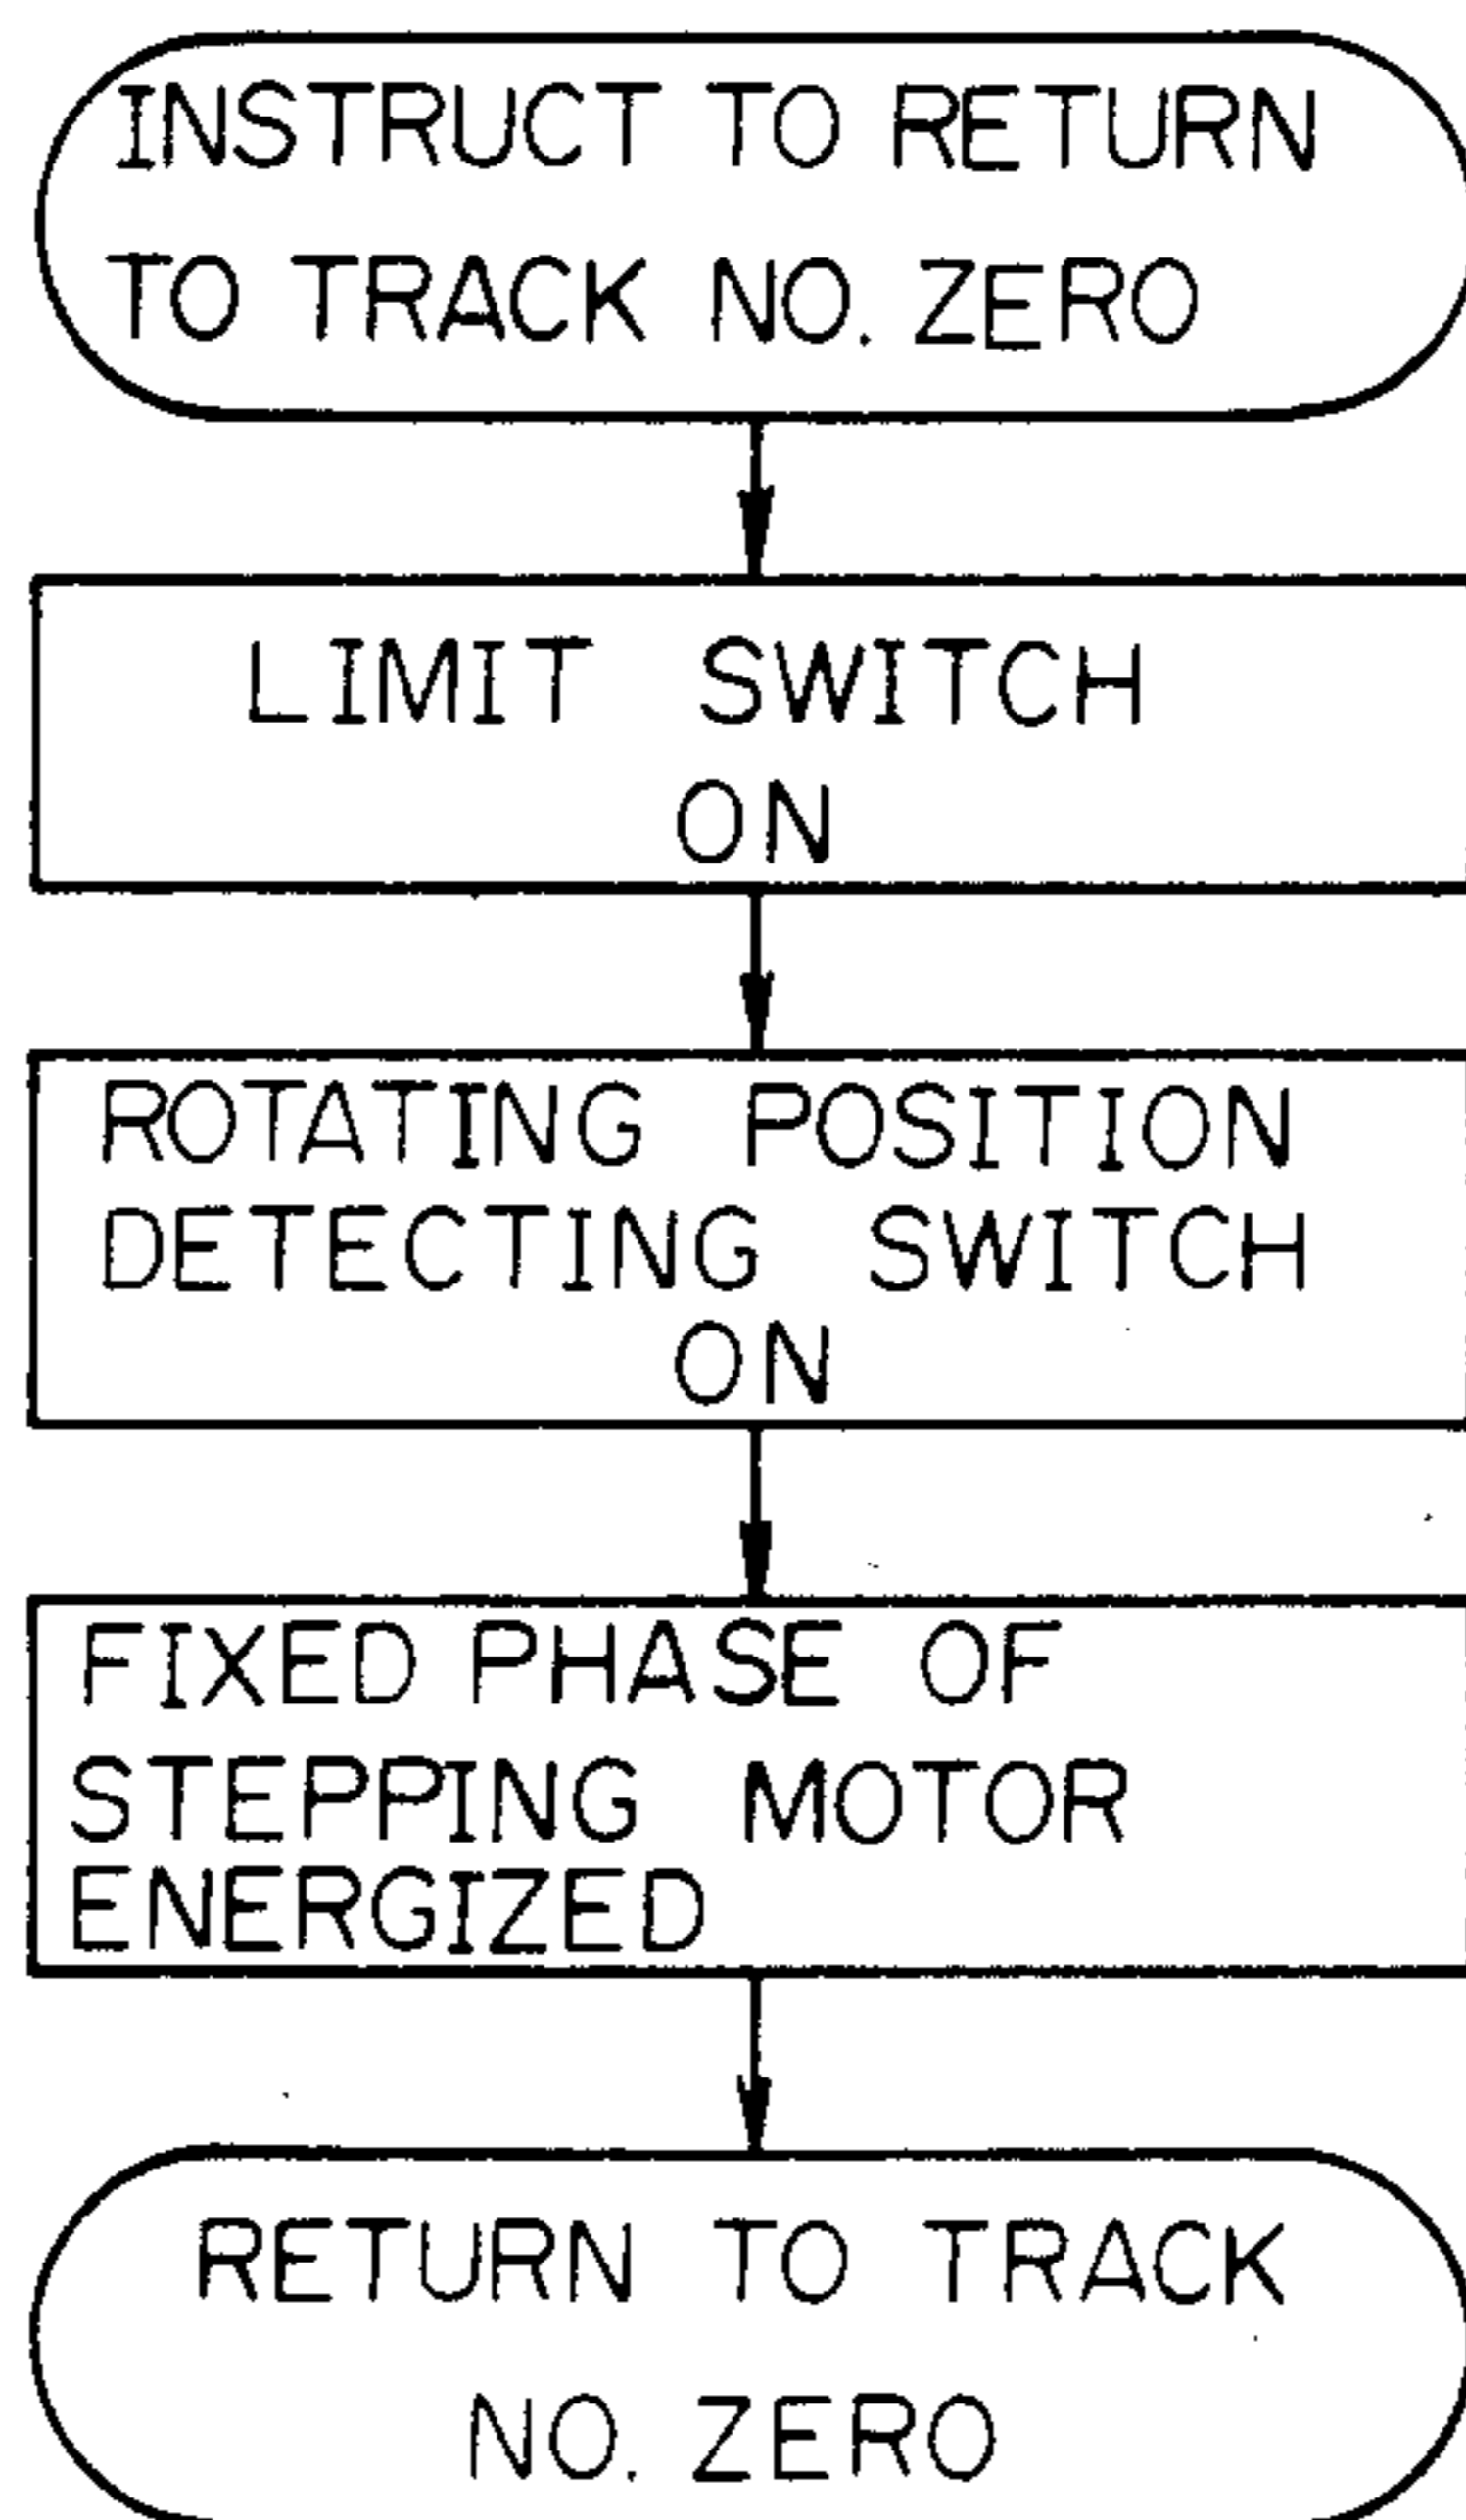 INSTRUCT TO RETURN
TO TRACK NO. ZERO
LIMIT SWITCH
ON
ROTATING POSITION
DETECTING SWITCH
ON
FIXED PHASE OF
STEPPING MOTOR
ENERGIZED
RETURN TO TRACK
NO. ZERO